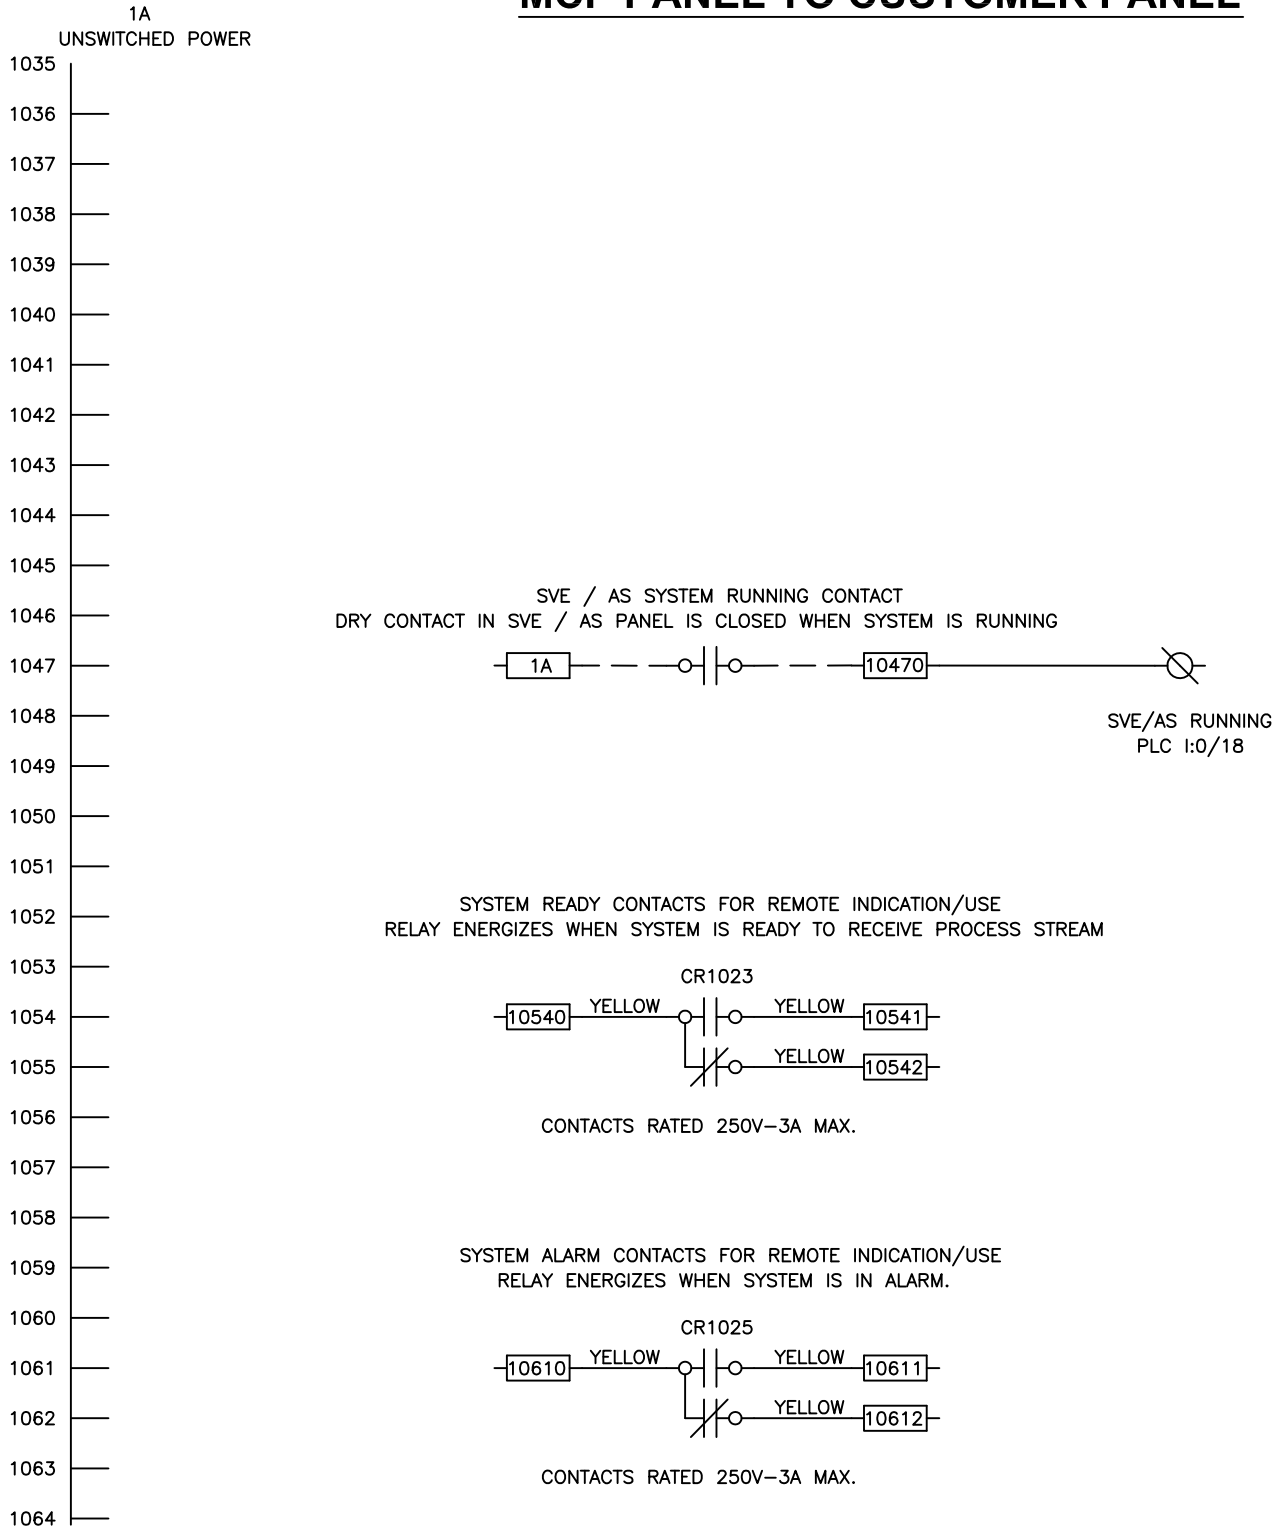 MCP PANEL TO CUSTOMER PANEL
1A
UNSWITCHED POWER
1035
1036
1037
1038
1039
1040
1041
1042
1043
1044
1045
SVE / AS SYSTEM RUNNING CONTACT
1046
DRY CONTACT IN SVE / AS PANEL IS CLOSED WHEN SYSTEM IS RUNNING
1047 1A 10470
1048
SVE/AS RUNNING
PLC I:0/18
1049
1050
1051
SYSTEM READY CONTACTS FOR REMOTE INDICATION/USE
1052
RELAY ENERGIZES WHEN SYSTEM IS READY TO RECEIVE PROCESS STREAM
1053
CR1023
1054 10540 YELLOW YELLOW 10541
1055 YELLOW 10542
1056
CONTACTS RATED 250V-3A MAX.
1057
1058
SYSTEM ALARM CONTACTS FOR REMOTE INDICATION/USE
1059
RELAY ENERGIZES WHEN SYSTEM IS IN ALARM.
1060
CR1025
1061 10610 YELLOW YELLOW 10611
1062 YELLOW 10612
1063
CONTACTS RATED 250V-3A MAX.
1064